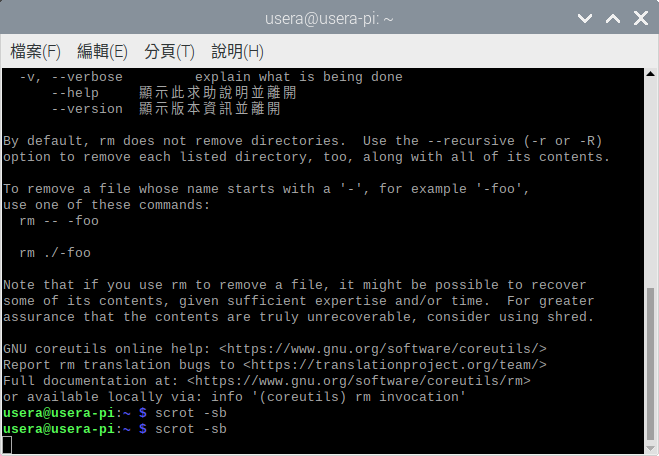 usera@usera-pi: ~
檔案(F) 編輯(E) 分頁(T) 說明(H)
-v, --verbose explain what is being done
--help 顯示此求助說明並離開
--version 顯示版本資訊並離開
By default, rm does not remove directories. Use the --recursive (-r or -R)
option to remove each listed directory, too, along with all of its contents.
To remove a file whose name starts with a '-', for example '-foo',
use one of these commands:
rm -- -foo
rm ./-foo
Note that if you use rm to remove a file, it might be possible to recover
some of its contents, given sufficient expertise and/or time. For greater
assurance that the contents are truly unrecoverable, consider using shred.
GNU coreutils online help: <https://www.gnu.org/software/coreutils/>
Report rm translation bugs to <https://translationproject.org/team/>
Full documentation at: <https://www.gnu.org/software/coreutils/rm>
or available locally via: info '(coreutils) rm invocation'
usera@usera-pi:~ $ scrot -sb
usera@usera-pi:~ $ scrot -sb